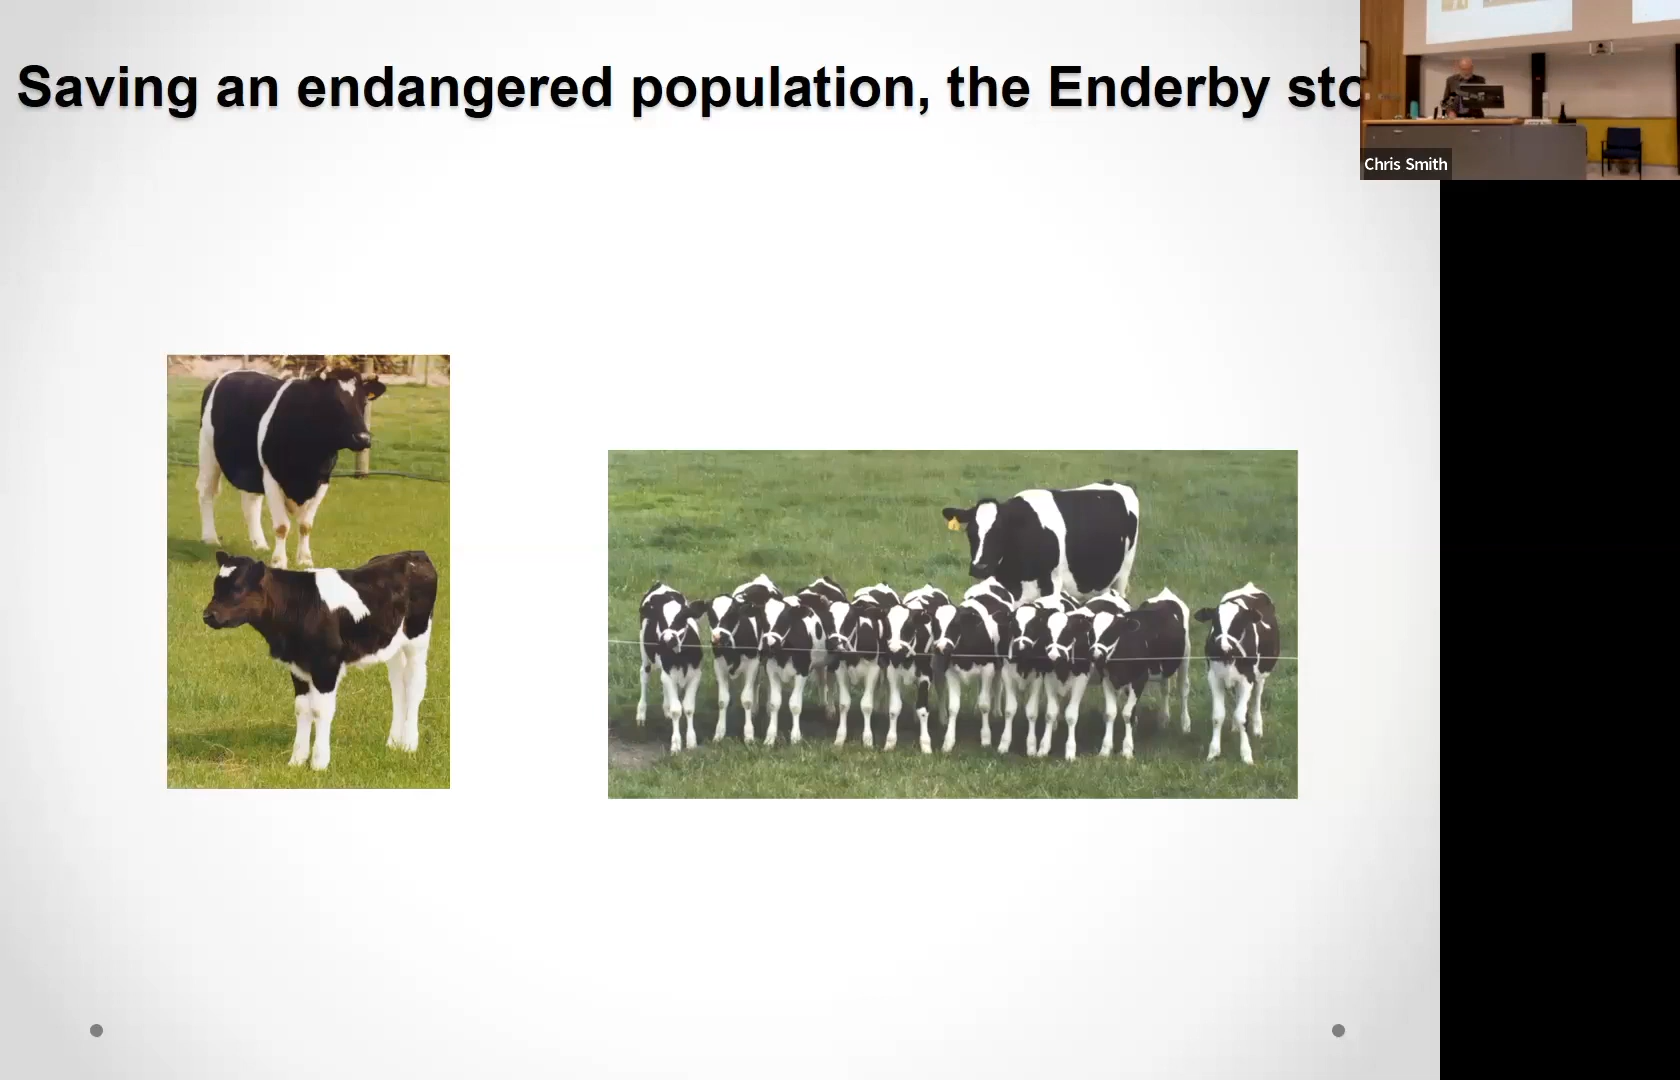 Saving an endangered population, the Enderby sto
Chris Smith